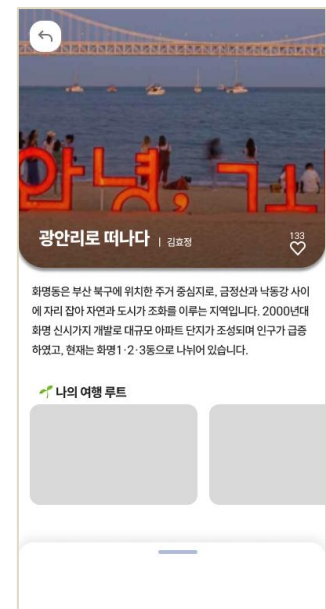 안녕, ㄱ
광안리로 떠나다 | 김효정
133
화명동은 부산 북구에 위치한 주거 중심지로, 금정산과 낙동강 사이
에 자리 잡아 자연과 도시가 조화를 이루는 지역입니다. 2000년대
화명 신시가지 개발로 대규모 아파트 단지가 조성되며 인구가 급증
하였고, 현재는 화명1·2·3동으로 나뉘어 있습니다.
🌱 나의 여행 루트